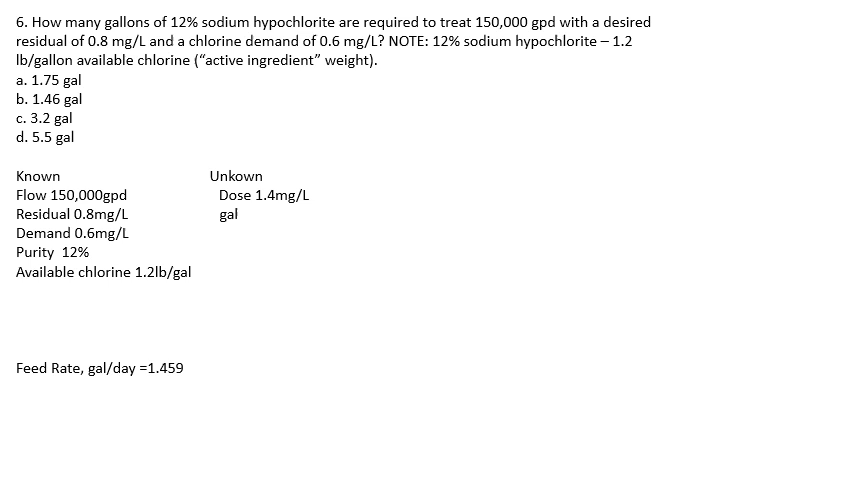 6. How many gallons of 12% sodium hypochlorite are required to treat 150,000 gpd with a desired
residual of 0.8 mg/L and a chlorine demand of 0.6 mg/L? NOTE: 12% sodium hypochlorite – 1.2
lb/gallon available chlorine (“active ingredient” weight).
a. 1.75 gal
b. 1.46 gal
c. 3.2 gal
d. 5.5 gal
Known Unkown
Flow 150,000gpd Dose 1.4mg/L
Residual 0.8mg/L gal
Demand 0.6mg/L
Purity 12%
Available chlorine 1.2lb/gal
Feed Rate, gal/day =1.459